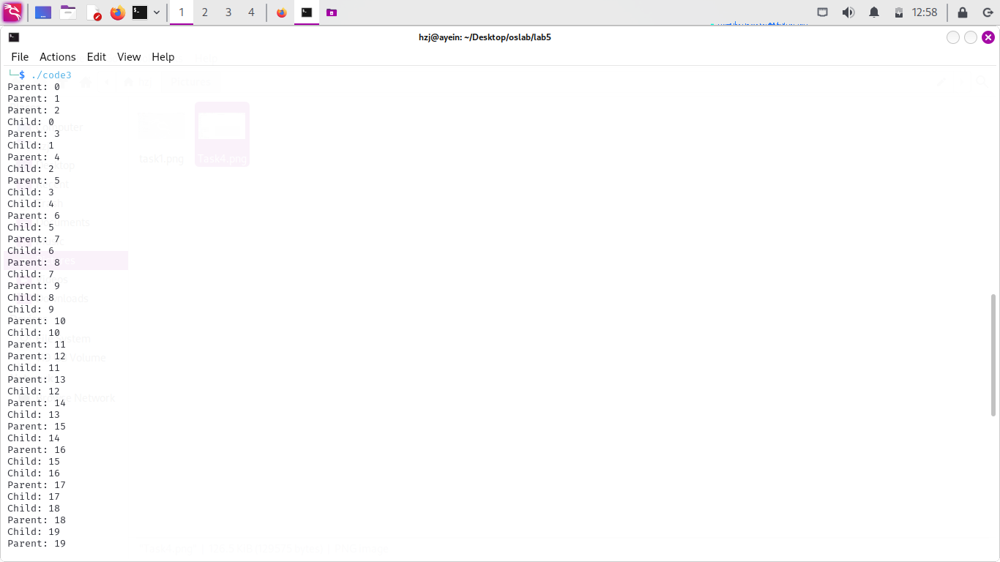 1 2 3 4 12:58
hzj@ayein: ~/Desktop/oslab/lab5
File Actions Edit View Help
└─$ ./code3
Parent: 0
Parent: 1
Parent: 2
Child: 0
Parent: 3
Child: 1
Parent: 4
Child: 2
Parent: 5
Child: 3
Child: 4
Parent: 6
Child: 5
Parent: 7
Child: 6
Parent: 8
Child: 7
Parent: 9
Child: 8
Child: 9
Parent: 10
Child: 10
Parent: 11
Parent: 12
Child: 11
Parent: 13
Child: 12
Parent: 14
Child: 13
Parent: 15
Child: 14
Parent: 16
Child: 15
Child: 16
Parent: 17
Child: 17
Child: 18
Parent: 18
Child: 19
Parent: 19
task1.png Task4.png